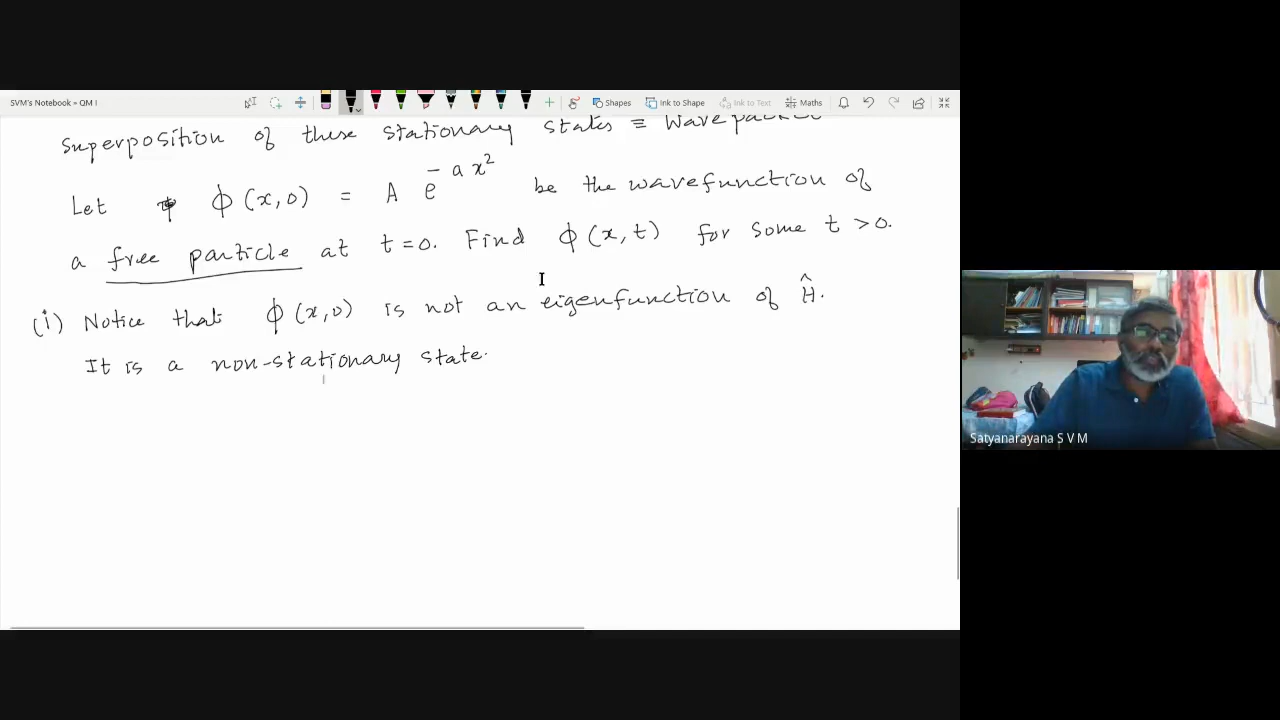 SVM's Notebook » QM I
Shapes
Ink to Shape
Ink to Text
Maths
superposition of these stationary states ≡ Wavepacket
Let ϕ(x,0) = A e^{-ax²} be the wavefunction of
a free particle at t=0. Find ϕ(x,t) for some t>0.
(i) Notice that ϕ(x,0) is not an eigenfunction of Ĥ.
It is a non-stationary state.
Satyanarayana S V M